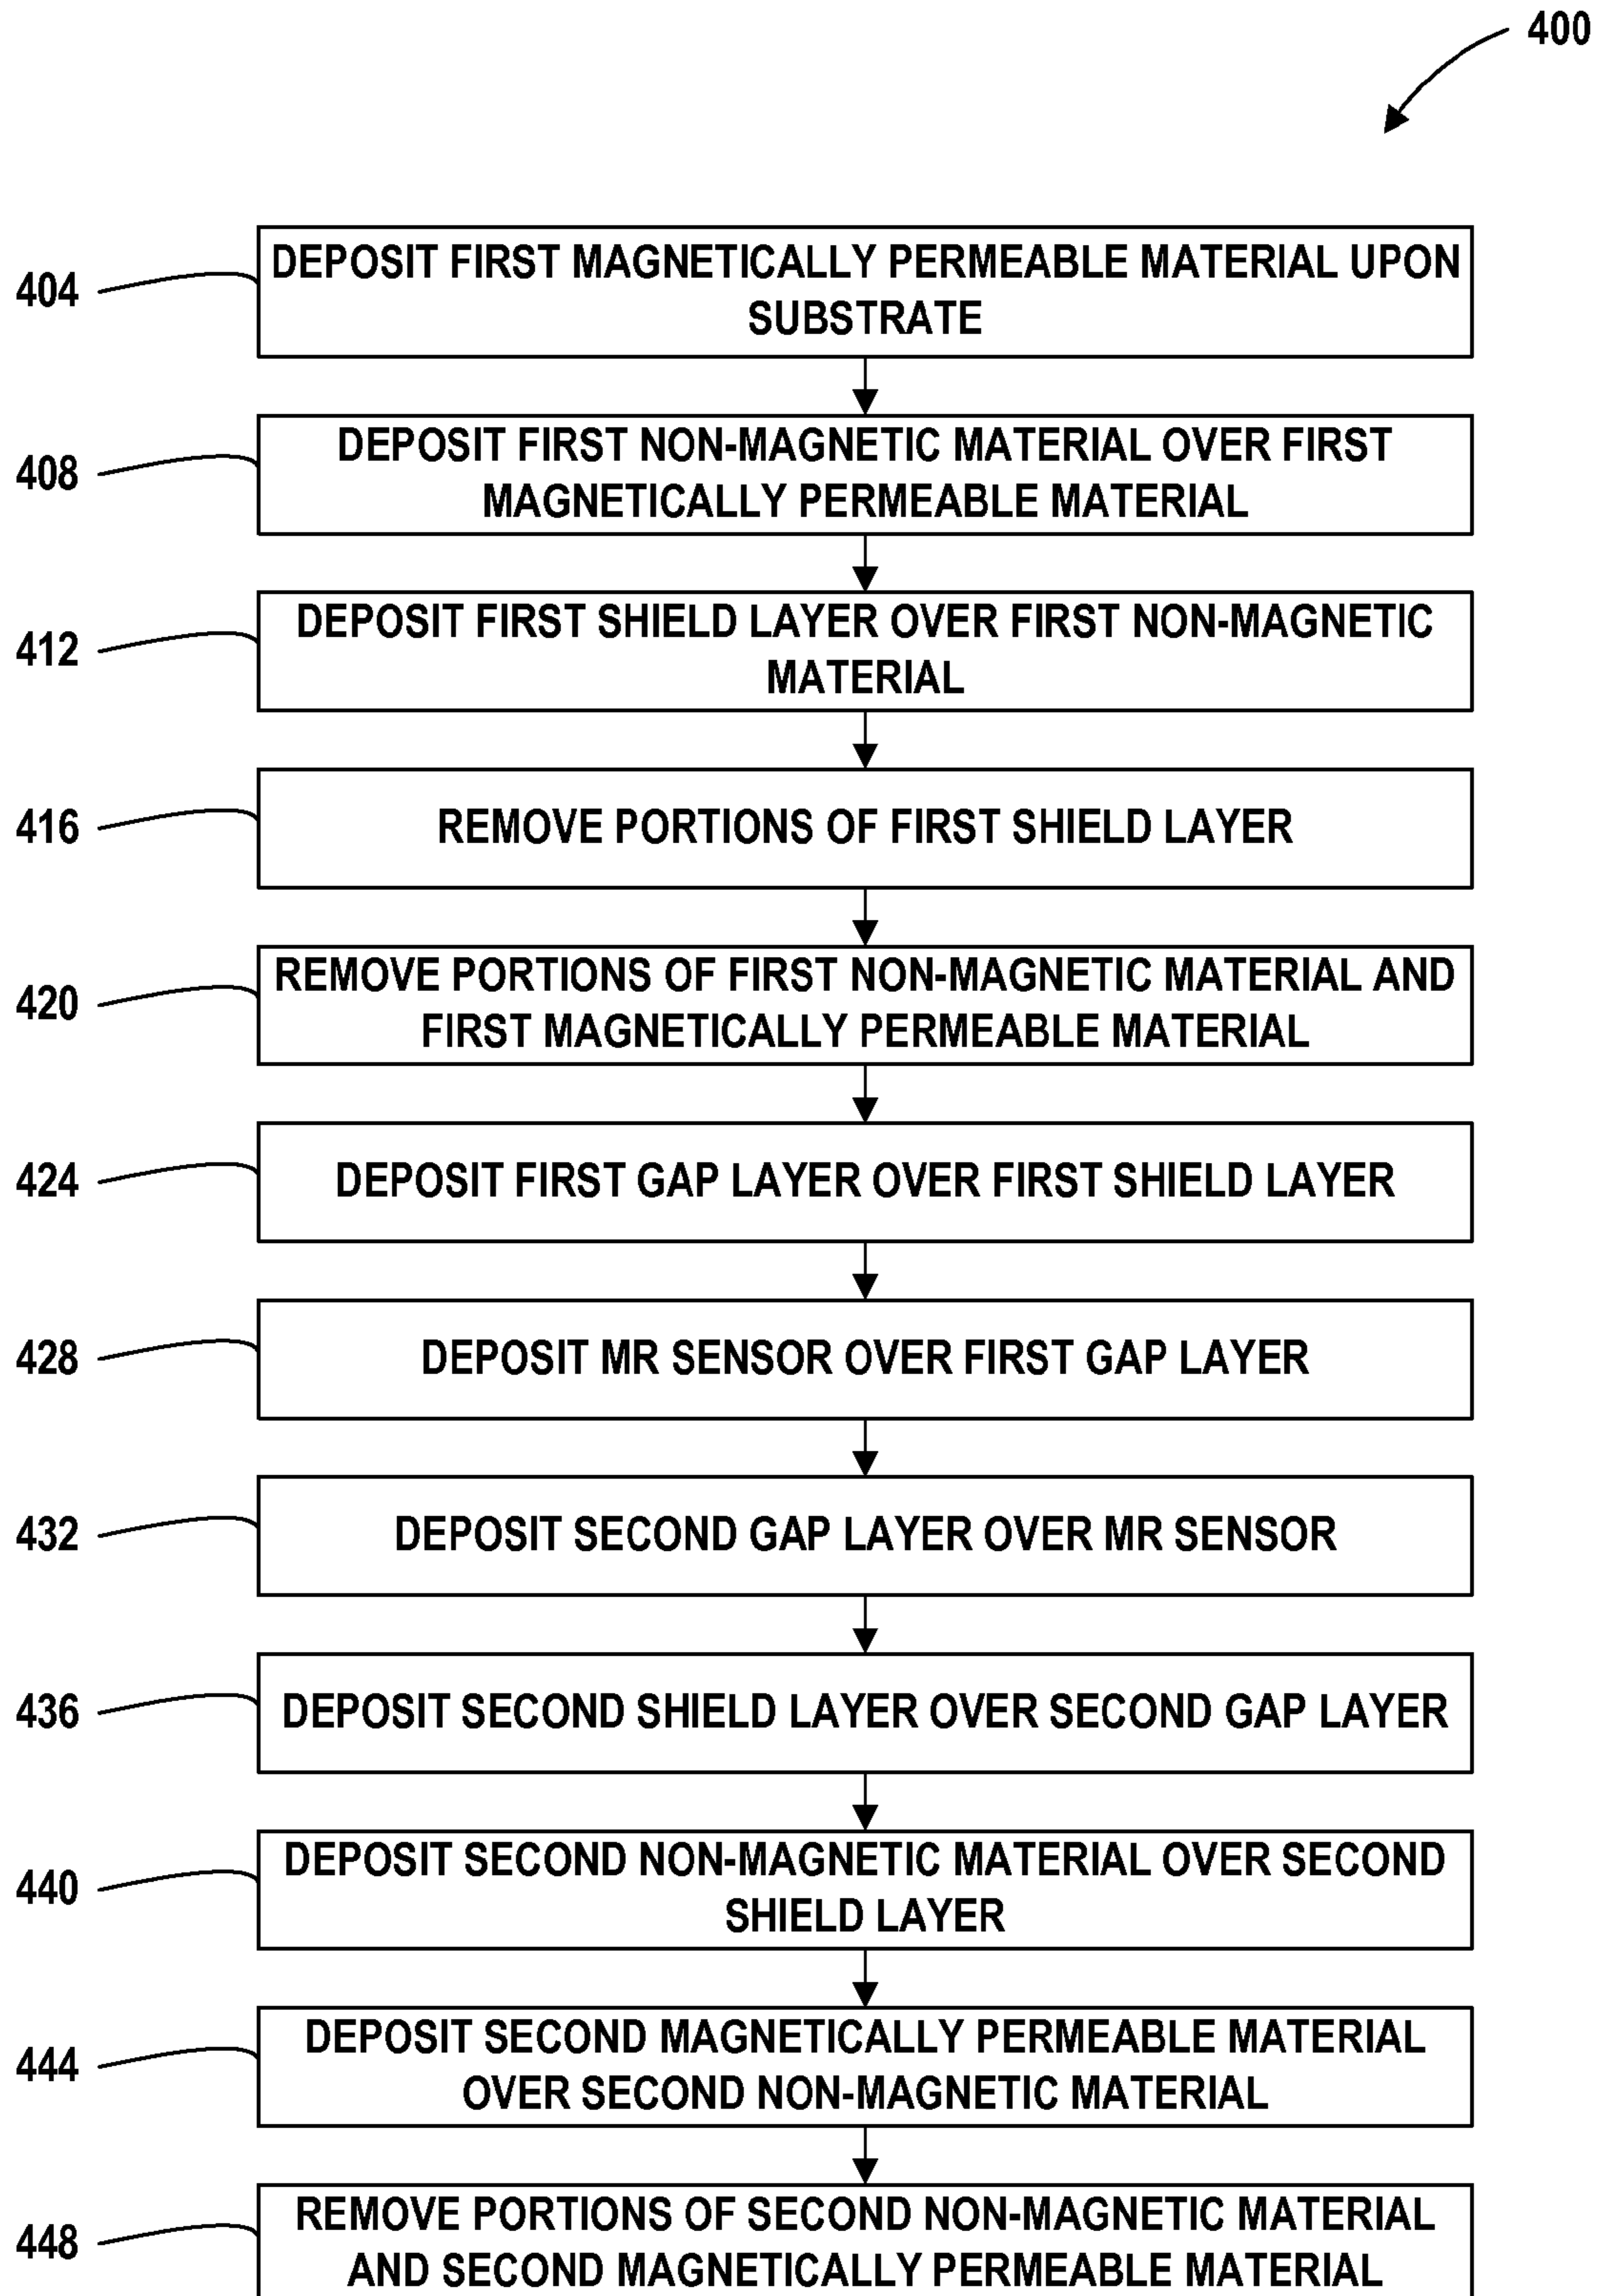 400
404
DEPOSIT FIRST MAGNETICALLY PERMEABLE MATERIAL UPON
SUBSTRATE
408
DEPOSIT FIRST NON-MAGNETIC MATERIAL OVER FIRST
MAGNETICALLY PERMEABLE MATERIAL
412
DEPOSIT FIRST SHIELD LAYER OVER FIRST NON-MAGNETIC
MATERIAL
416
REMOVE PORTIONS OF FIRST SHIELD LAYER
420
REMOVE PORTIONS OF FIRST NON-MAGNETIC MATERIAL AND
FIRST MAGNETICALLY PERMEABLE MATERIAL
424
DEPOSIT FIRST GAP LAYER OVER FIRST SHIELD LAYER
428
DEPOSIT MR SENSOR OVER FIRST GAP LAYER
432
DEPOSIT SECOND GAP LAYER OVER MR SENSOR
436
DEPOSIT SECOND SHIELD LAYER OVER SECOND GAP LAYER
440
DEPOSIT SECOND NON-MAGNETIC MATERIAL OVER SECOND
SHIELD LAYER
444
DEPOSIT SECOND MAGNETICALLY PERMEABLE MATERIAL
OVER SECOND NON-MAGNETIC MATERIAL
448
REMOVE PORTIONS OF SECOND NON-MAGNETIC MATERIAL
AND SECOND MAGNETICALLY PERMEABLE MATERIAL